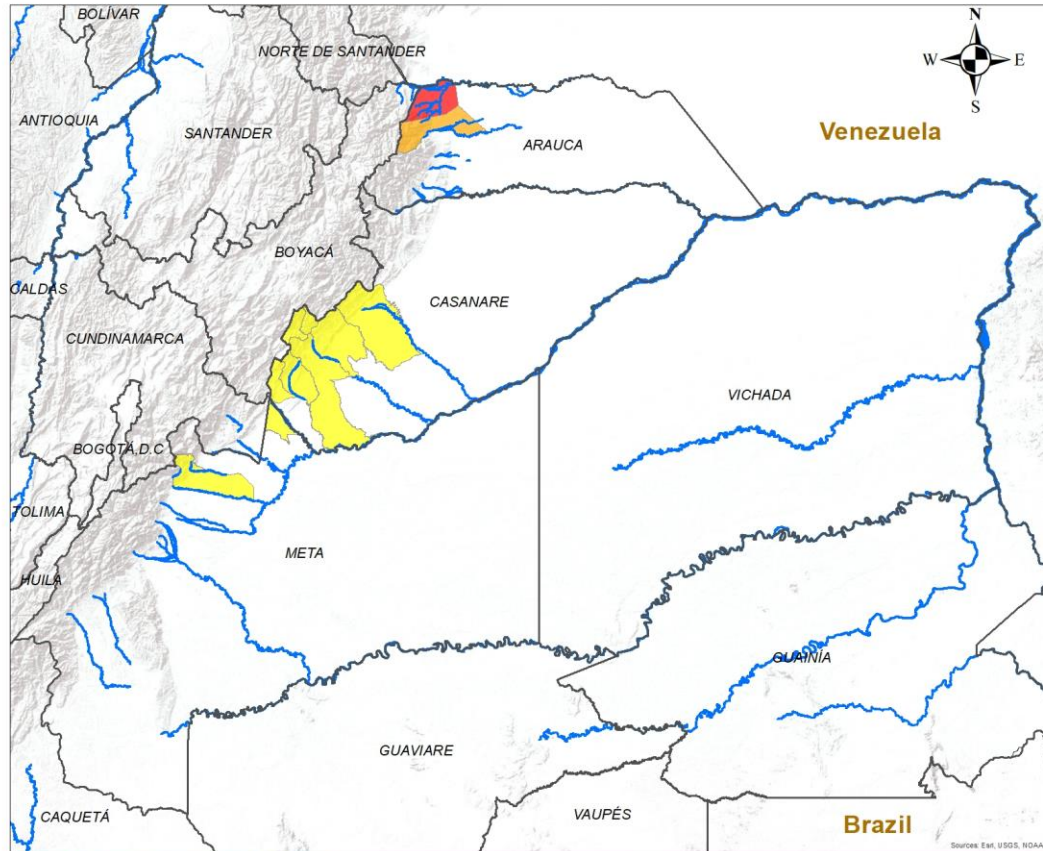 BOLÍVAR
NORTE DE SANTANDER
N
W
E
S
ANTIOQUIA
SANTANDER
ARAUCA
Venezuela
BOYACÁ
CALDAS
CASANARE
CUNDINAMARCA
VICHADA
BOGOTÁ,D.C
TOLIMA
META
HUILA
GUAINÍA
GUAVIARE
CAQUETÁ
VAUPÉS
Brazil
Sources: Esri, USGS, NOAA